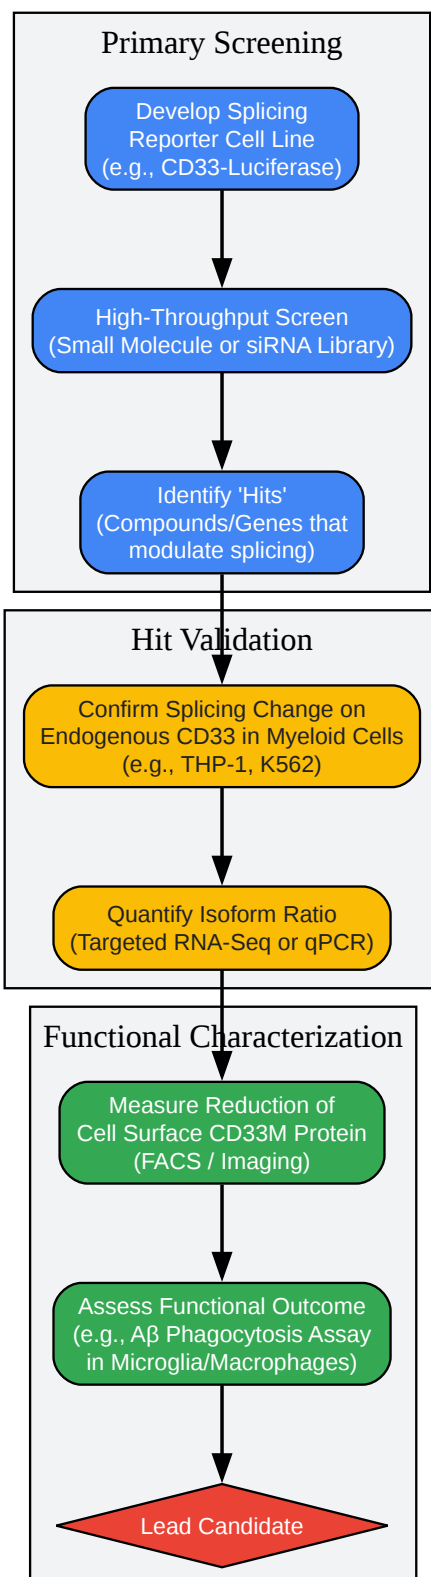 Primary Screening
Develop Splicing
Reporter Cell Line
(e.g., CD33-Luciferase)
High-Throughput Screen
(Small Molecule or siRNA Library)
Identify 'Hits'
(Compounds/Genes that
modulate splicing)
Hit Validation
Confirm Splicing Change on
Endogenous CD33 in Myeloid Cells
(e.g., THP-1, K562)
Quantify Isoform Ratio
(Targeted RNA-Seq or qPCR)
Functional Characterization
Measure Reduction of
Cell Surface CD33M Protein
(FACS / Imaging)
Assess Functional Outcome
(e.g., Aβ Phagocytosis Assay
in Microglia/Macrophages)
Lead Candidate